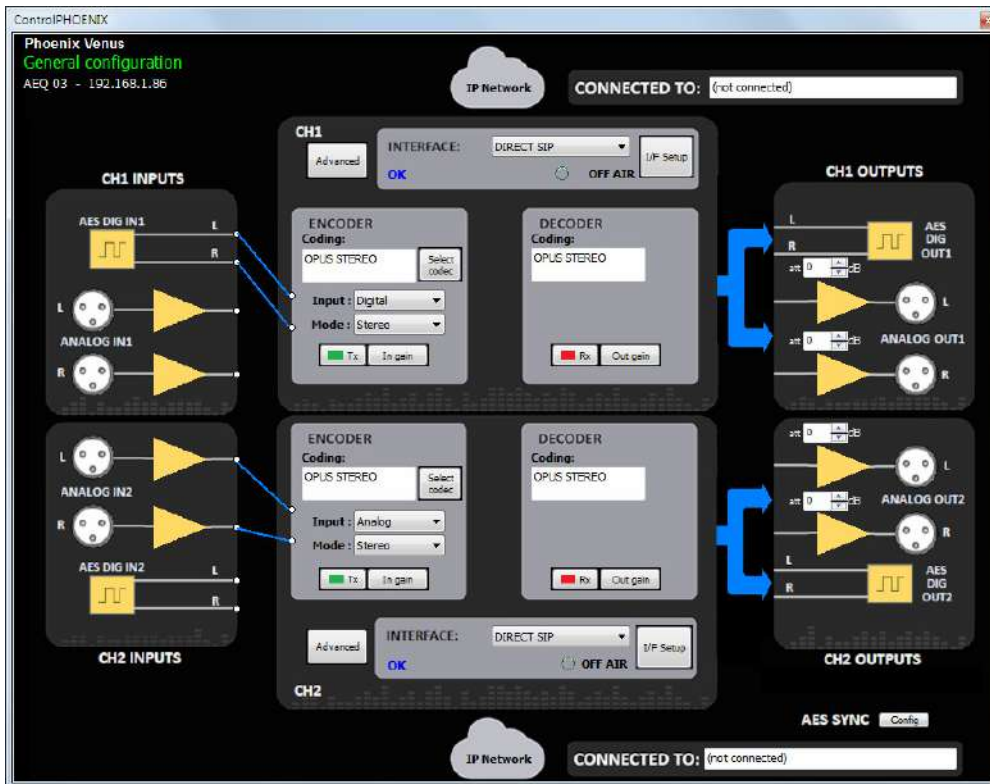 ControlPHOENIX
Phoenix Venus
General configuration
AEQ 03 - 192.168.1.86
IP Network
CONNECTED TO: (not connected)
CH1
Advanced
INTERFACE: DIRECT SIP
I/F Setup
OK
OFF AIR
CH1 INPUTS
AES DIG IN1
L
R
L
ANALOG IN1
R
ENCODER
Coding:
OPUS STEREO
Select
codec
Input : Digital
Mode : Stereo
Tx
In gain
DECODER
Coding:
OPUS STEREO
Rx
Out gain
CH1 OUTPUTS
L
R
AES
DIG
OUT1
att 0 dB
L
att 0 dB
ANALOG OUT1
R
L
ANALOG IN2
R
AES DIG IN2
L
R
CH2 INPUTS
ENCODER
Coding:
OPUS STEREO
Select
codec
Input : Analog
Mode : Stereo
Tx
In gain
DECODER
Coding:
OPUS STEREO
Rx
Out gain
att 0 dB
L
att 0 dB
ANALOG OUT2
R
L
R
AES
DIG
OUT2
CH2 OUTPUTS
Advanced
INTERFACE: DIRECT SIP
I/F Setup
OK
OFF AIR
CH2
AES SYNC Config
IP Network
CONNECTED TO: (not connected)